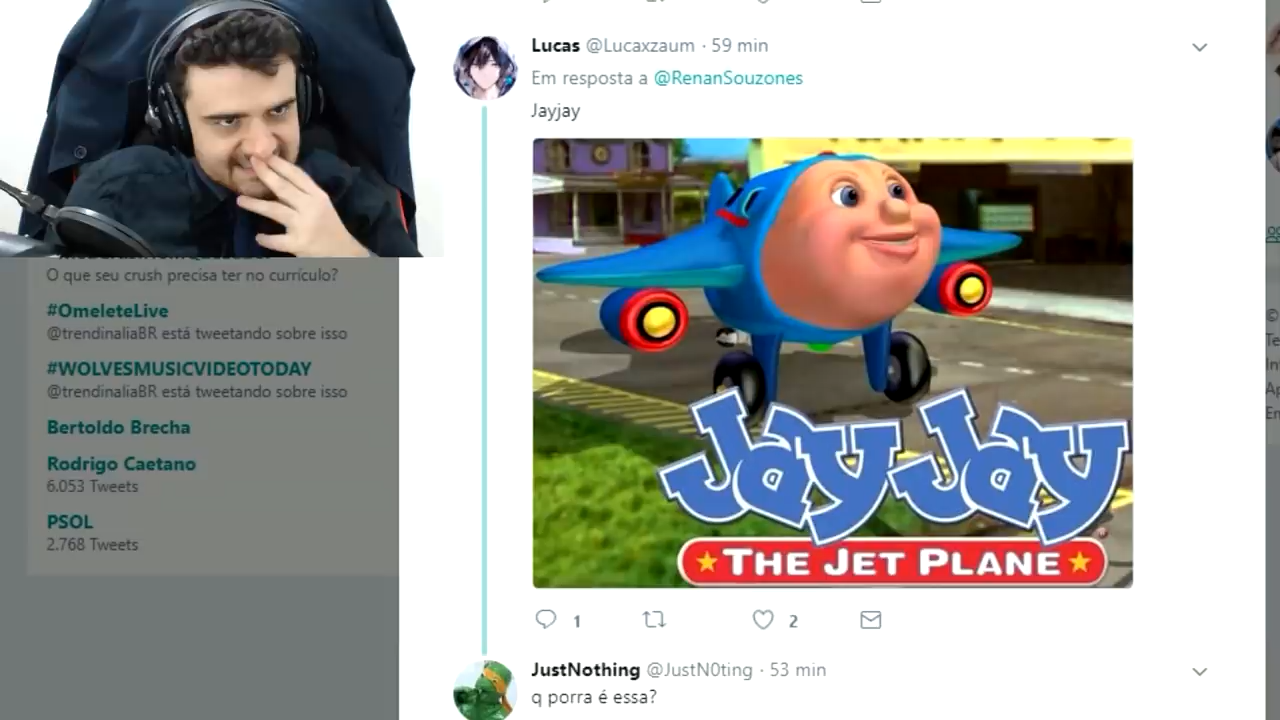 Lucas @Lucaxzaum · 59 min
Em resposta a @RenanSouzones
Jayjay
JayJay
THE JET PLANE
1
2
JustNothing @JustN0ting · 53 min
q porra é essa?
O que seu crush precisa ter no currículo?
#OmeleteLive
@trendinaliaBR está tweetando sobre isso
#WOLVESMUSICVIDEOTODAY
@trendinaliaBR está tweetando sobre isso
Bertoldo Brecha
Rodrigo Caetano
6.053 Tweets
PSOL
2.768 Tweets